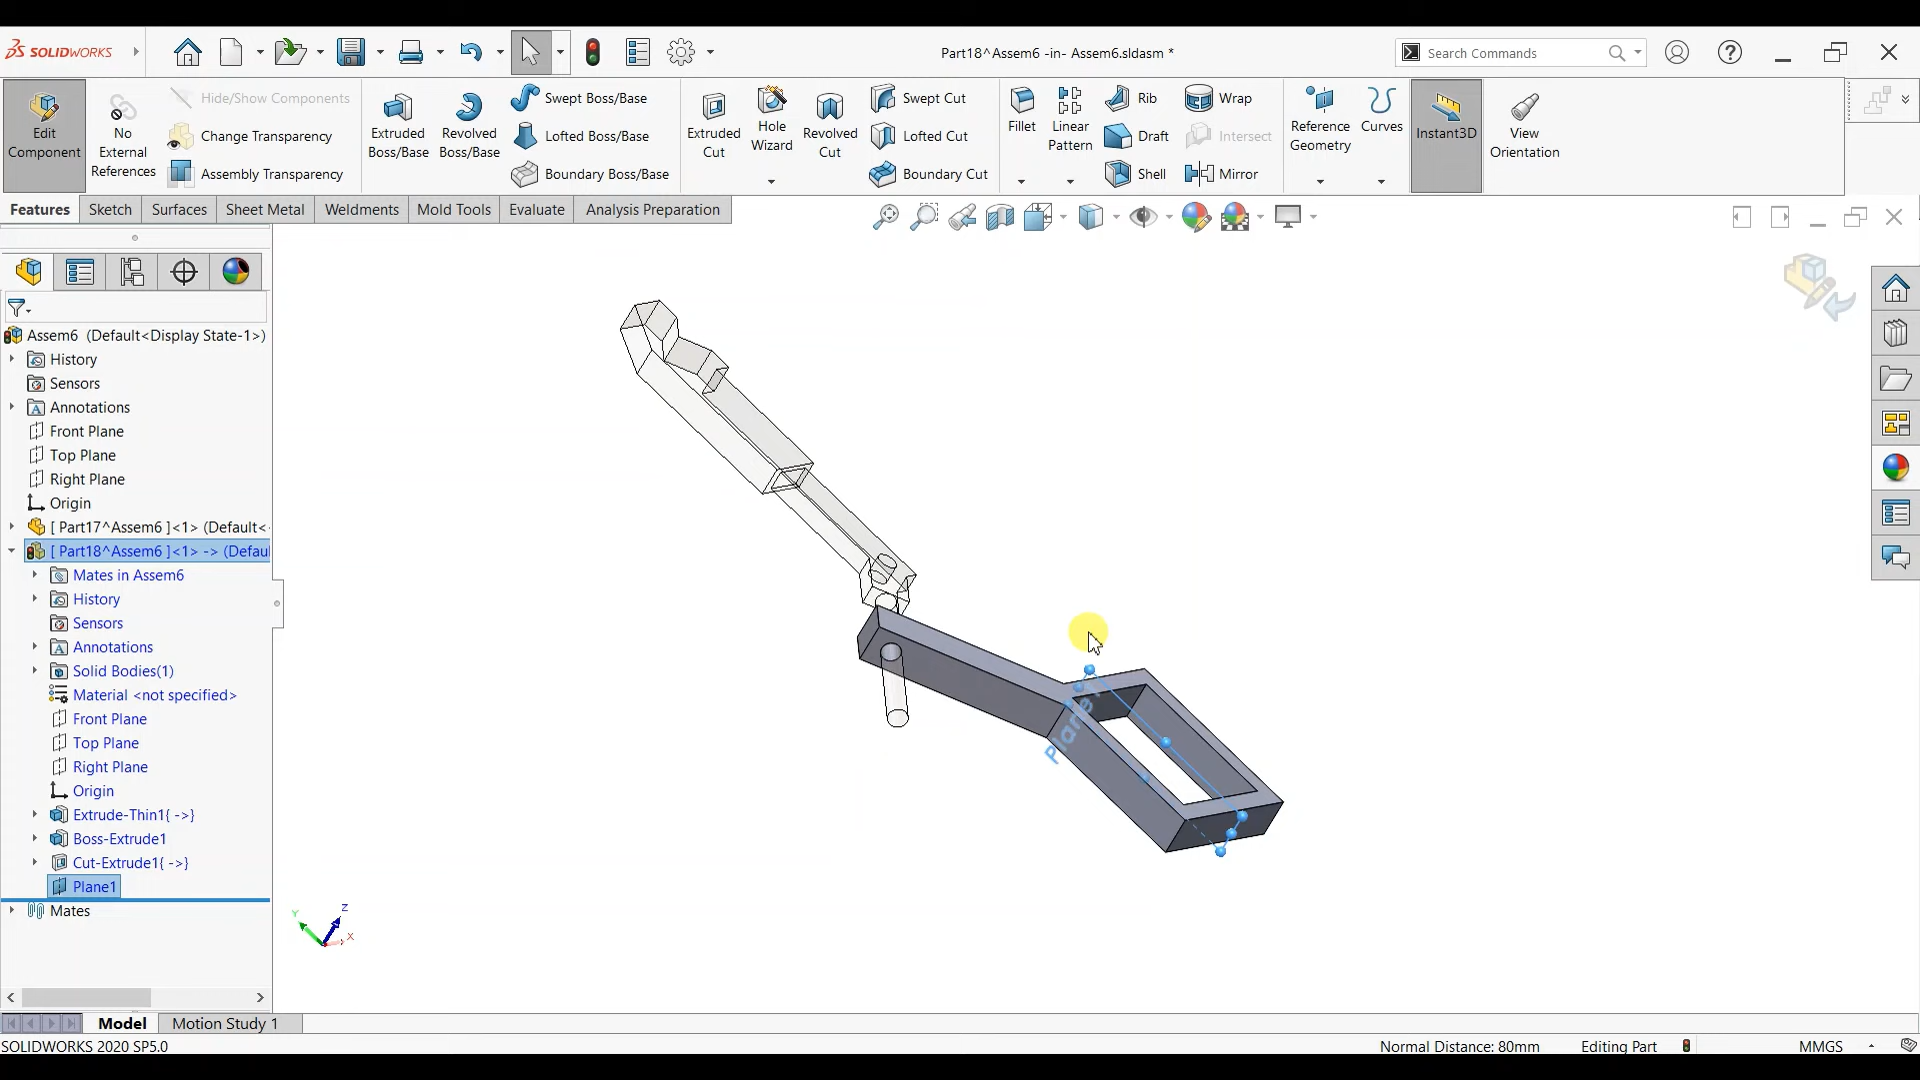 SOLIDWORKS
Part18^Assem6 -in- Assem6.sldasm *
Search Commands
Edit Component
No External References
Hide/Show Components
Change Transparency
Assembly Transparency
Extruded Boss/Base
Revolved Boss/Base
Swept Boss/Base
Lofted Boss/Base
Boundary Boss/Base
Extruded Cut
Hole Wizard
Revolved Cut
Swept Cut
Lofted Cut
Boundary Cut
Fillet
Linear Pattern
Rib
Draft
Shell
Wrap
Intersect
Mirror
Reference Geometry
Curves
Instant3D
View Orientation
Features
Sketch
Surfaces
Sheet Metal
Weldments
Mold Tools
Evaluate
Analysis Preparation
Assem6 (Default<Display State-1>)
History
Sensors
Annotations
Front Plane
Top Plane
Right Plane
Origin
[ Part17^Assem6 ]<1> (Default<
[ Part18^Assem6 ]<1> -> (Defau
Mates in Assem6
History
Sensors
Annotations
Solid Bodies(1)
Material <not specified>
Front Plane
Top Plane
Right Plane
Origin
Extrude-Thin1{ ->}
Boss-Extrude1
Cut-Extrude1{ ->}
Plane1
Mates
Y
Z
X
Model
Motion Study 1
SOLIDWORKS 2020 SP5.0
Normal Distance: 80mm
Editing Part
MMGS